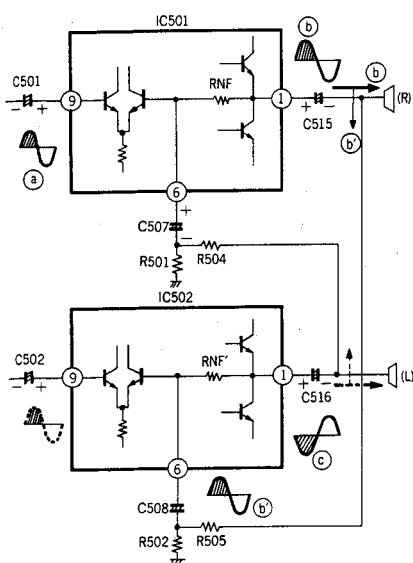 IC501
b
C501
9
RNF
1
b
(R)
- +
+ -
C515
b'
a
6
+
C507
-
R501
R504
IC502
C502
9
RNF'
1
(L)
- +
+ -
C516
6
b'
c
C508
R502
R505